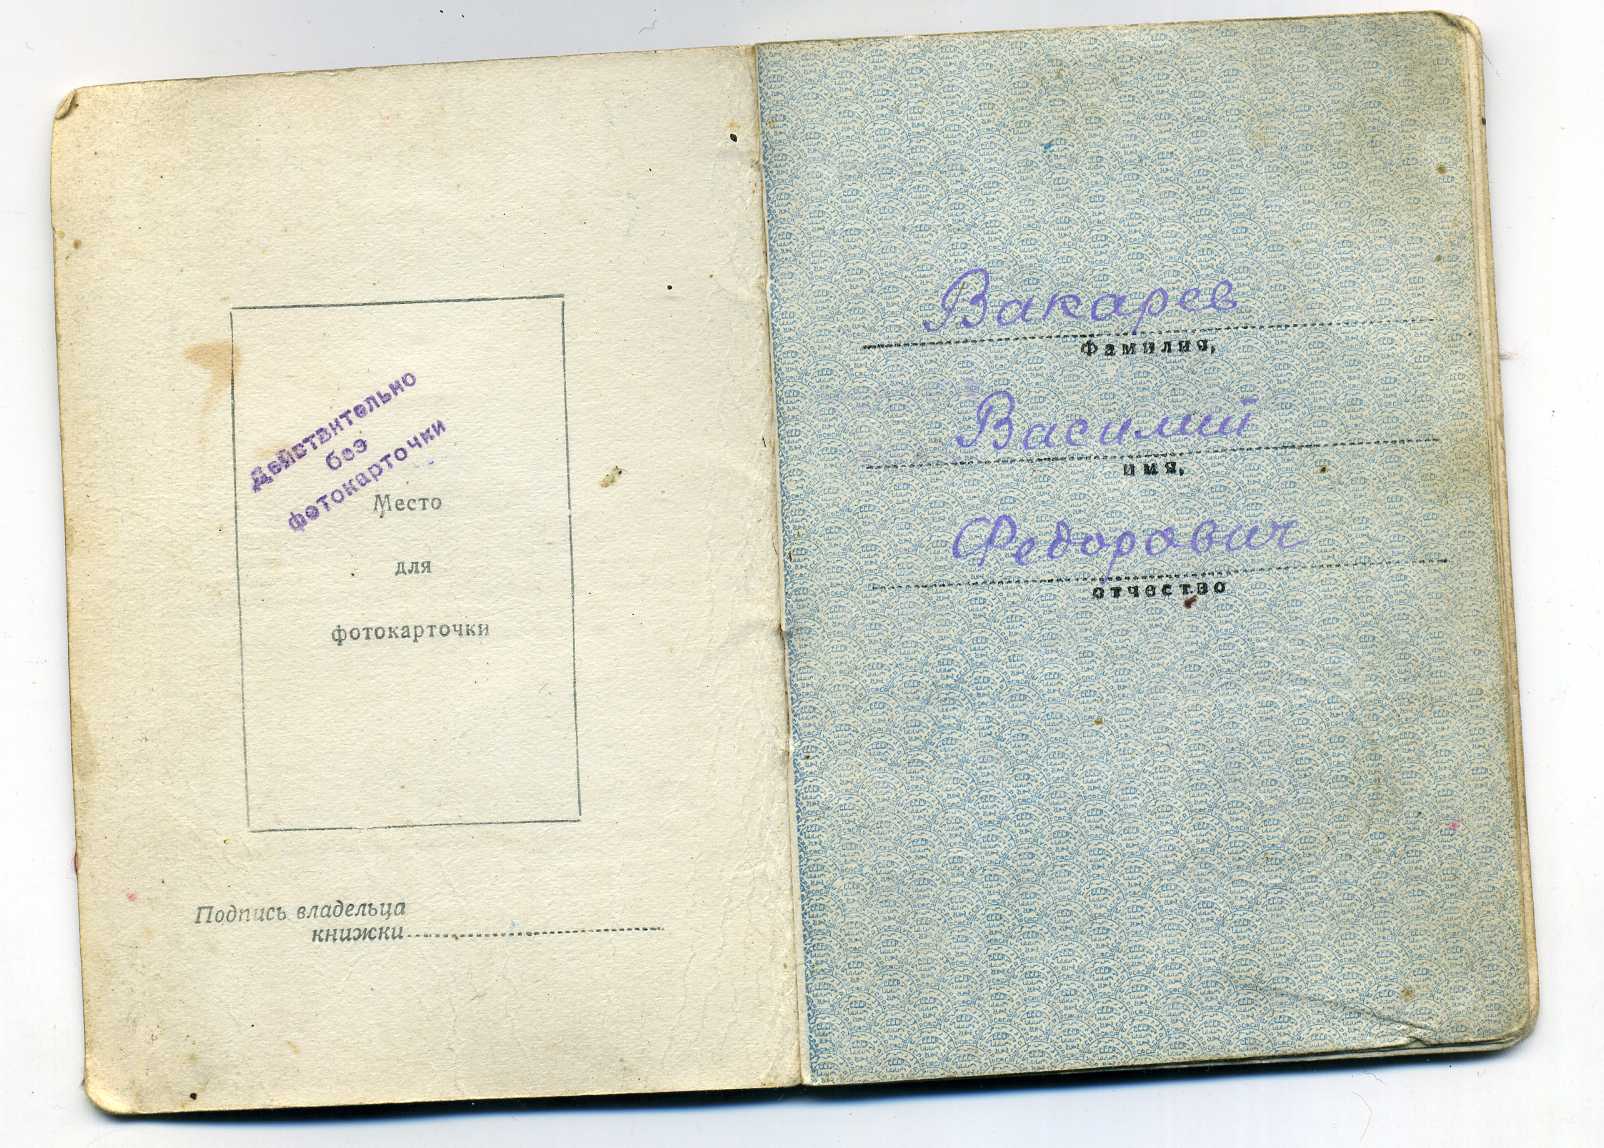 Действительно
без
фотокарточки
Место
для
фотокарточки
Подпись владельца
книжки
Вакарев
Фамилия,
Василий
имя,
Федорович
отчество